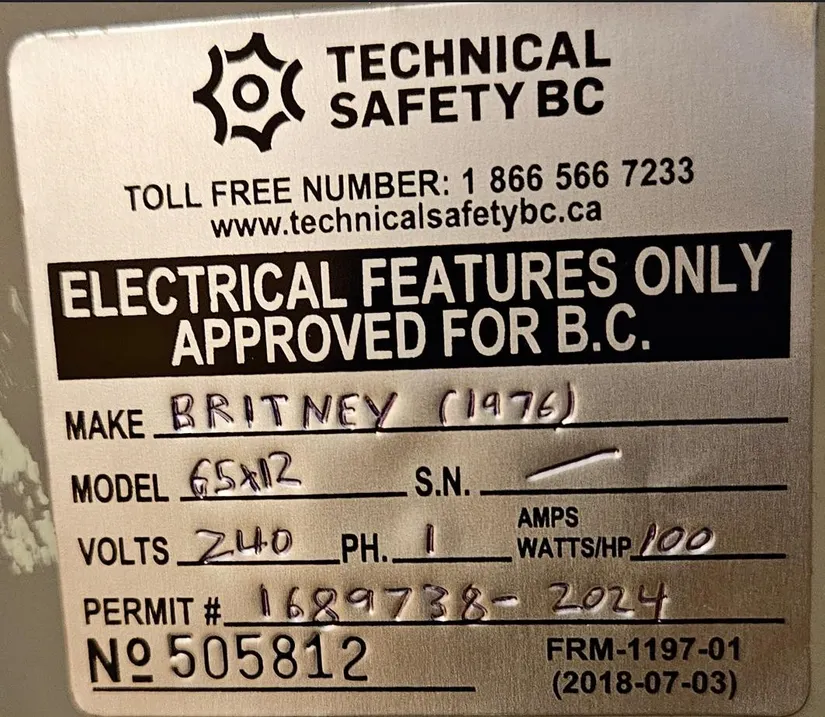 TECHNICAL
SAFETY BC
TOLL FREE NUMBER: 1 866 566 7233
www.technicalsafetybc.ca
ELECTRICAL FEATURES ONLY
APPROVED FOR B.C.
MAKE BRITNEY (1976)
MODEL 65x12 S.N. —
VOLTS 240 PH. 1 AMPS WATTS/HP 100
PERMIT # 1689738-2024
Nº 505812 FRM-1197-01
(2018-07-03)